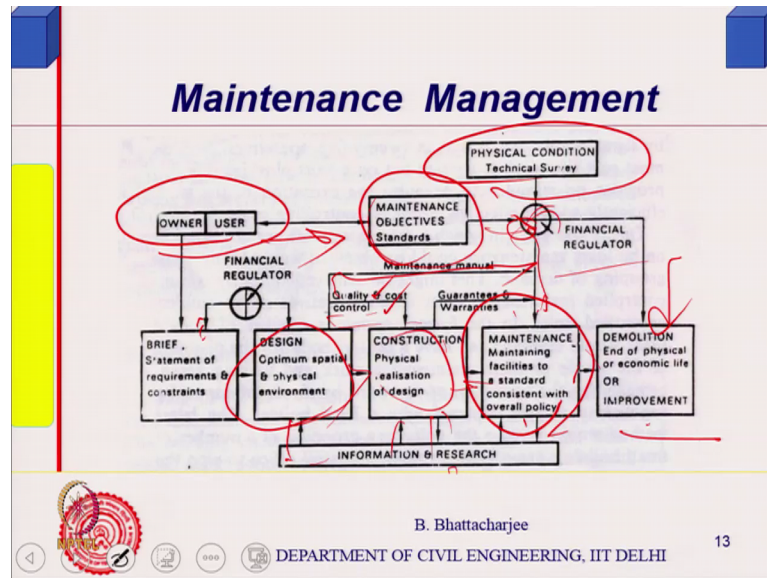 Maintenance Management
PHYSICAL CONDITION
Technical Survey
OWNER USER
MAINTENANCE
OBJECTIVES
Standards
FINANCIAL
REGULATOR
FINANCIAL
REGULATOR
Maintenance manual
Quality & cost
control
Guarantees &
Warranties
BRIEF
Statement of
requirements &
constraints
DESIGN
Optimum spatial
& physical
environment
CONSTRUCTION
Physical
realisation
of design
MAINTENANCE
Maintaining
facilities to
a standard
consistent with
overall policy
DEMOLITION
End of physical
or economic life
OR
IMPROVEMENT
INFORMATION & RESEARCH
NPTEL
B. Bhattacharjee
DEPARTMENT OF CIVIL ENGINEERING, IIT DELHI
13